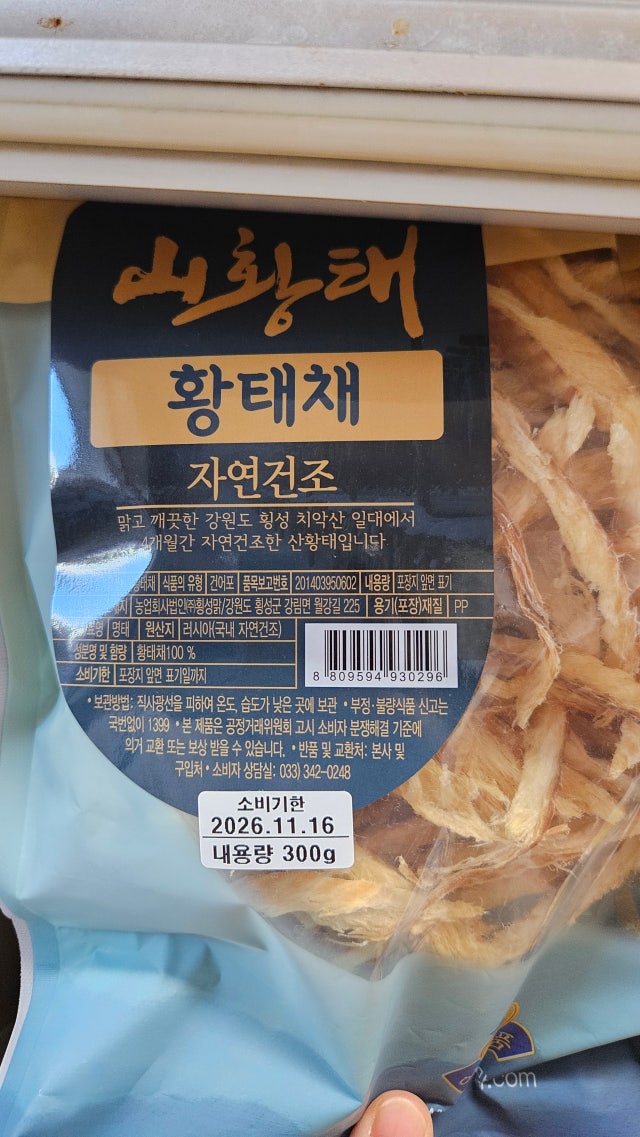 山황태
황태채
자연건조
맑고 깨끗한 강원도 횡성 치악산 일대에서
4개월간 자연건조한 산황태입니다
황태채 식품의 유형 건어포 품목보고번호 201403950602 내용량 포장지 앞면 표기
농업회사법인㈜횡성맑/강원도 횡성군 강림면 월강길 225 용기(포장)재질 PP
명태 원산지 러시아(국내 자연건조)
성분명 및 함량 황태채100 %
소비기한 포장지 앞면 표기일까지
8 809594 930296
• 보관방법: 직사광선을 피하여 온도, 습도가 낮은 곳에 보관 • 부정·불량식품 신고는
국번없이 1399 • 본 제품은 공정거래위원회 고시 소비자 분쟁해결 기준에
의거 교환 또는 보상 받을 수 있습니다. • 반품 및 교환처: 본사 및
구입처 • 소비자 상담실: 033) 342-0248
소비기한
2026.11.16
내용량 300g
.com